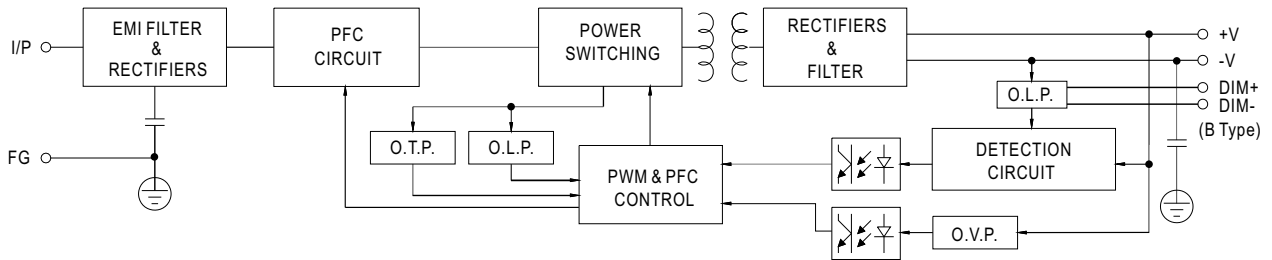 I/P
EMI FILTER
&
RECTIFIERS
PFC
CIRCUIT
POWER
SWITCHING
RECTIFIERS
&
FILTER
+V
-V
DIM+
DIM-
(B Type)
O.L.P.
FG
O.T.P.
O.L.P.
PWM & PFC
CONTROL
DETECTION
CIRCUIT
O.V.P.